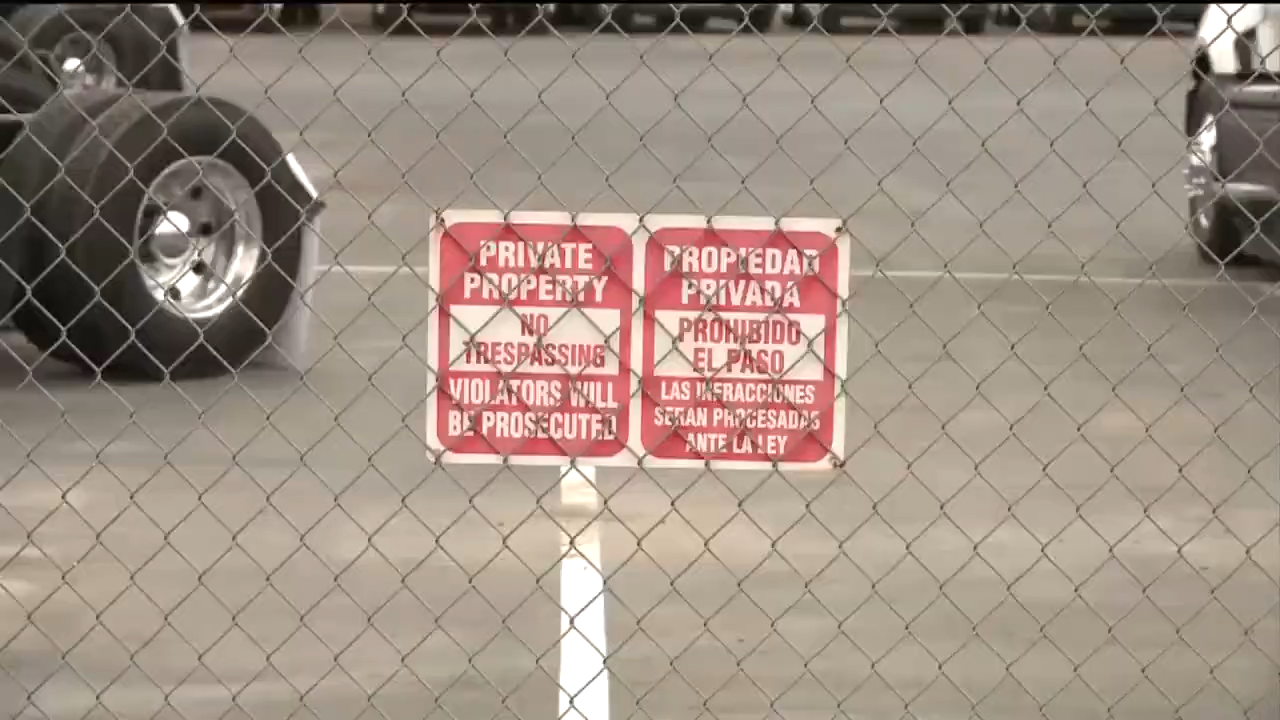 PRIVATE
PROPERTY
NO
TRESPASSING
VIOLATORS WILL
BE PROSECUTED
PROPIEDAD
PRIVADA
PROHIBIDO
EL PASO
LAS INFRACCIONES
SERAN PROCESADAS
ANTE LA LEY